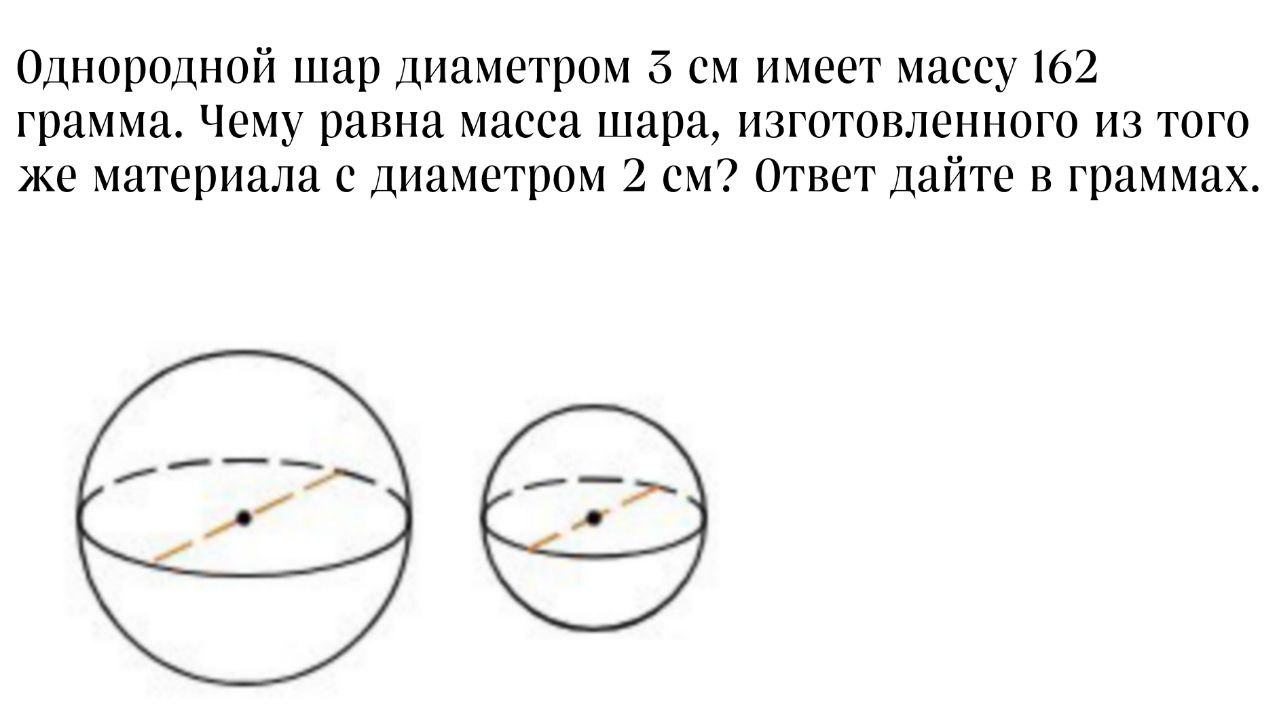 Однородной шар диаметром 3 см имеет массу 162
грамма. Чему равна масса шара, изготовленного из того
же материала с диаметром 2 см? Ответ дайте в граммах.